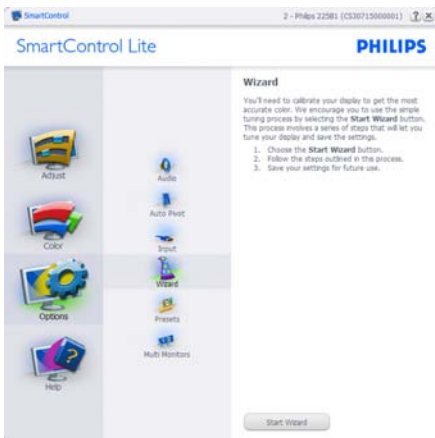 SmartControl
2 - Philips 225B1 (CS30715000001)
SmartControl Lite
PHILIPS
Adjust
Color
Options
Help
Audio
Auto Pivot
Input
Wizard
Presets
Multi Monitors
Wizard
You'll need to calibrate your display to get the most
accurate color. We encourage you to use the simple
tuning process by selecting the Start Wizard button.
This process involves a series of steps that will let you
tune your display and save the settings.
1. Choose the Start Wizard button.
2. Follow the steps outlined in this process.
3. Save your settings for future use.
Start Wizard